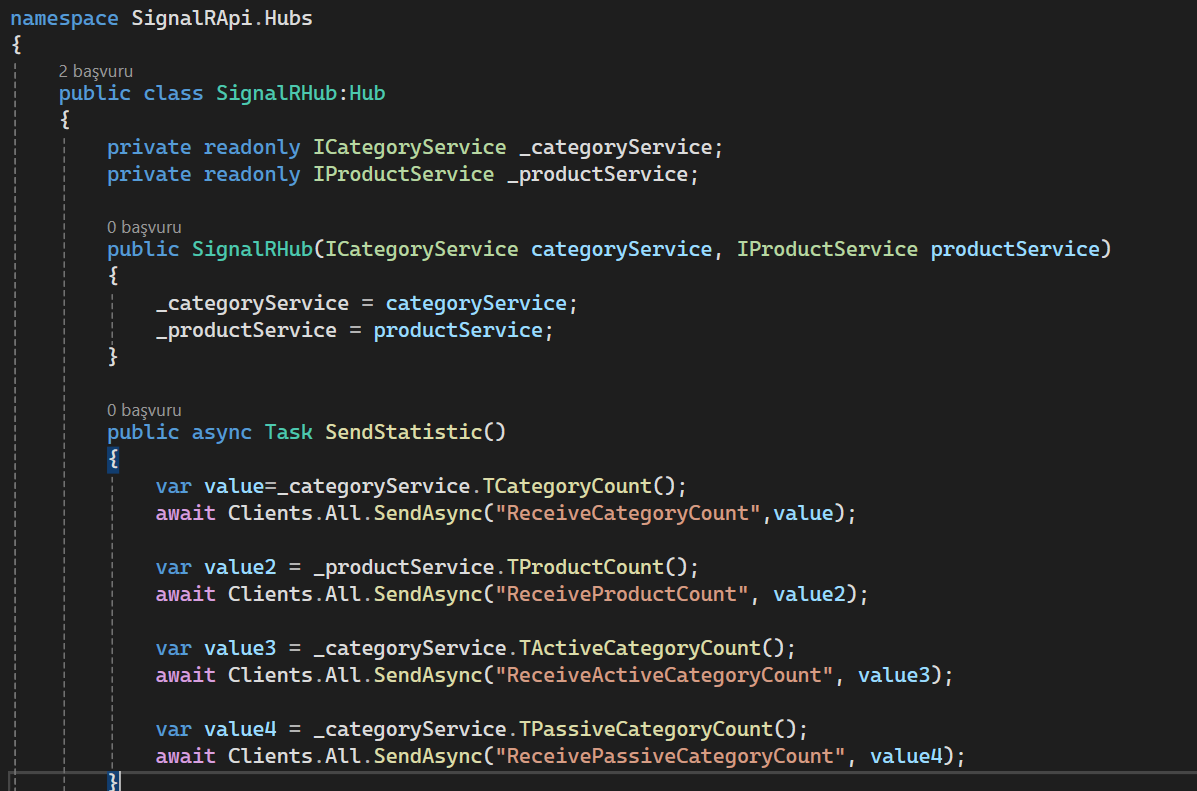 namespace SignalRApi.Hubs
{
2 başvuru
public class SignalRHub:Hub
{
private readonly ICategoryService _categoryService;
private readonly IProductService _productService;
0 başvuru
public SignalRHub(ICategoryService categoryService, IProductService productService)
{
_categoryService = categoryService;
_productService = productService;
}
0 başvuru
public async Task SendStatistic()
{
var value=_categoryService.TCategoryCount();
await Clients.All.SendAsync("ReceiveCategoryCount",value);
var value2 = _productService.TProductCount();
await Clients.All.SendAsync("ReceiveProductCount", value2);
var value3 = _categoryService.TActiveCategoryCount();
await Clients.All.SendAsync("ReceiveActiveCategoryCount", value3);
var value4 = _categoryService.TPassiveCategoryCount();
await Clients.All.SendAsync("ReceivePassiveCategoryCount", value4);
}